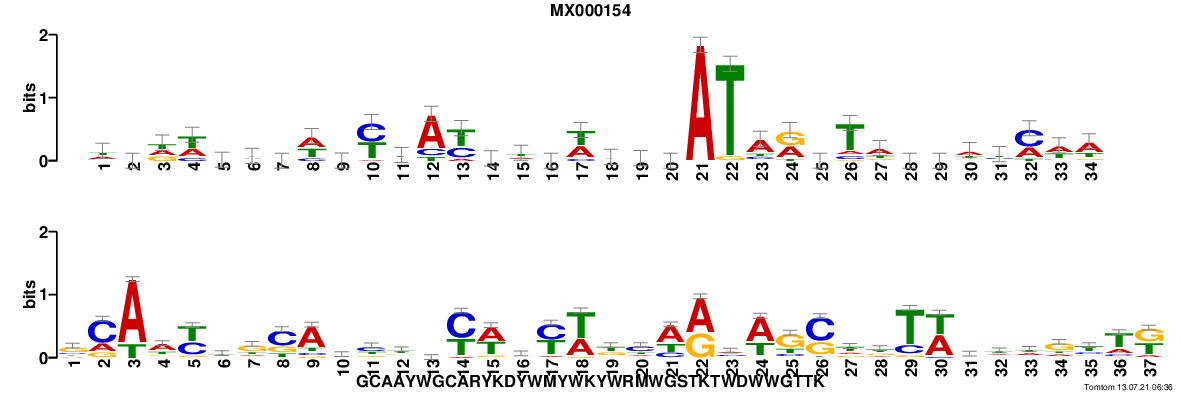 MX000154
2
1
0
bits
1 2 3 4 5 6 7 8 9 10 11 12 13 14 15 16 17 18 19 20 21 22 23 24 25 26 27 28 29 30 31 32 33 34
2
1
0
bits
1 2 3 4 5 6 7 8 9 10 11 12 13 14 15 16 17 18 19 20 21 22 23 24 25 26 27 28 29 30 31 32 33 34 35 36 37
GCAAYWGCARYKDYWMYWKYWRMWGSTKTWDWWGTTK
Tomtom 13.07.21 06:36